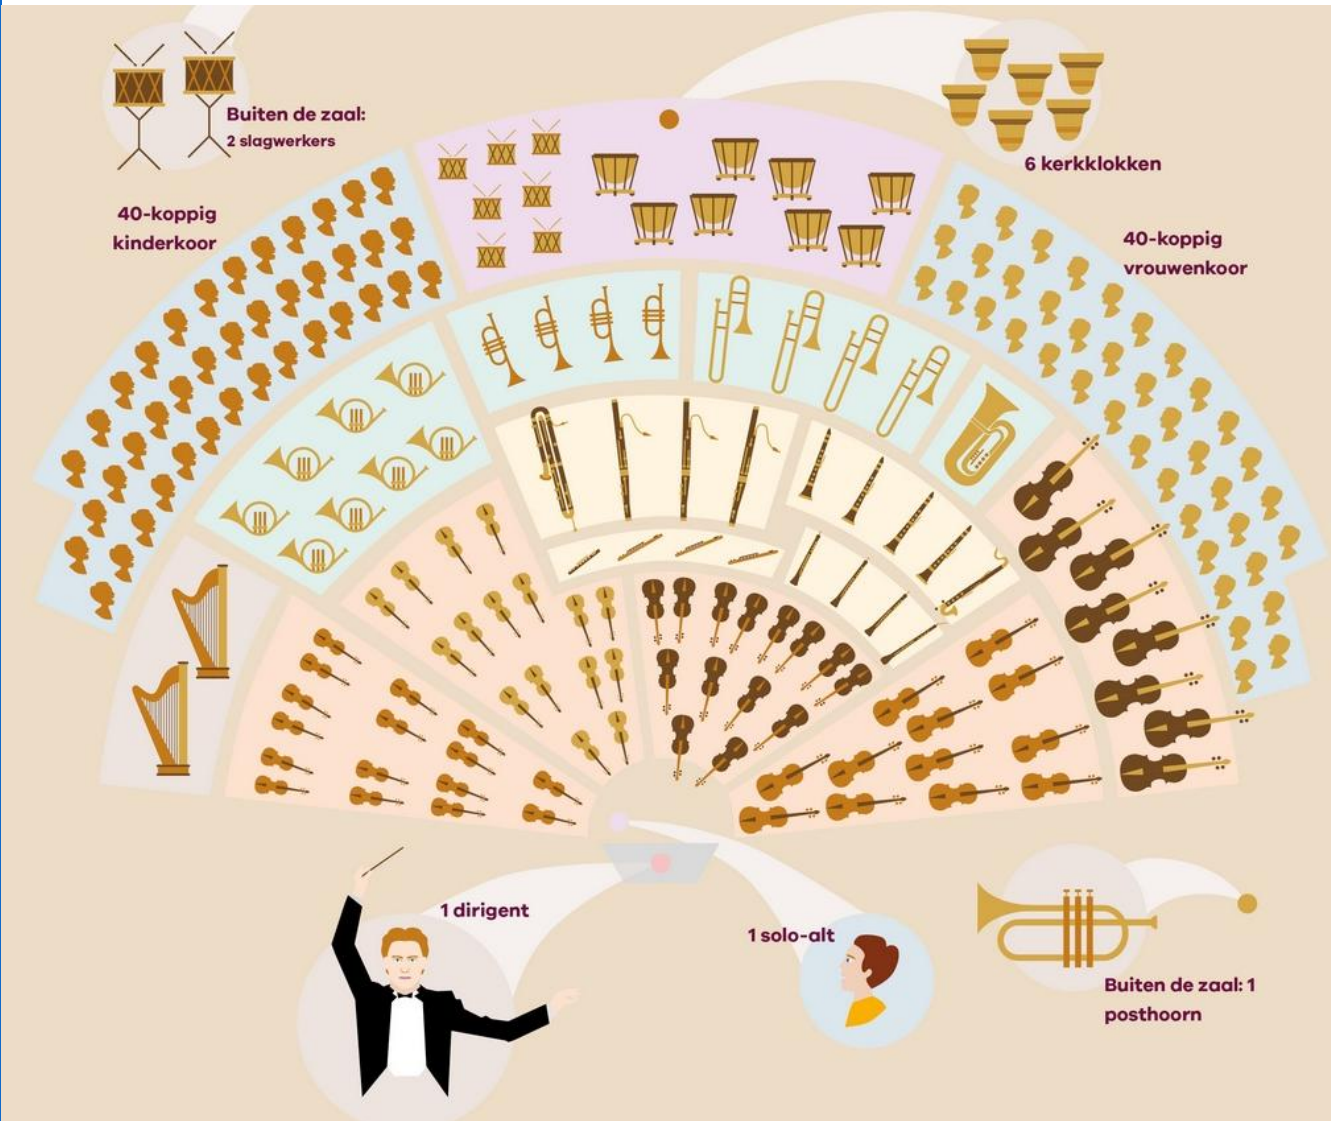 Buiten de zaal:
2 slagwerkers
6 kerkklokken
40-koppig
kinderkoor
40-koppig
vrouwenkoor
1 dirigent
1 solo-alt
Buiten de zaal: 1
posthoorn